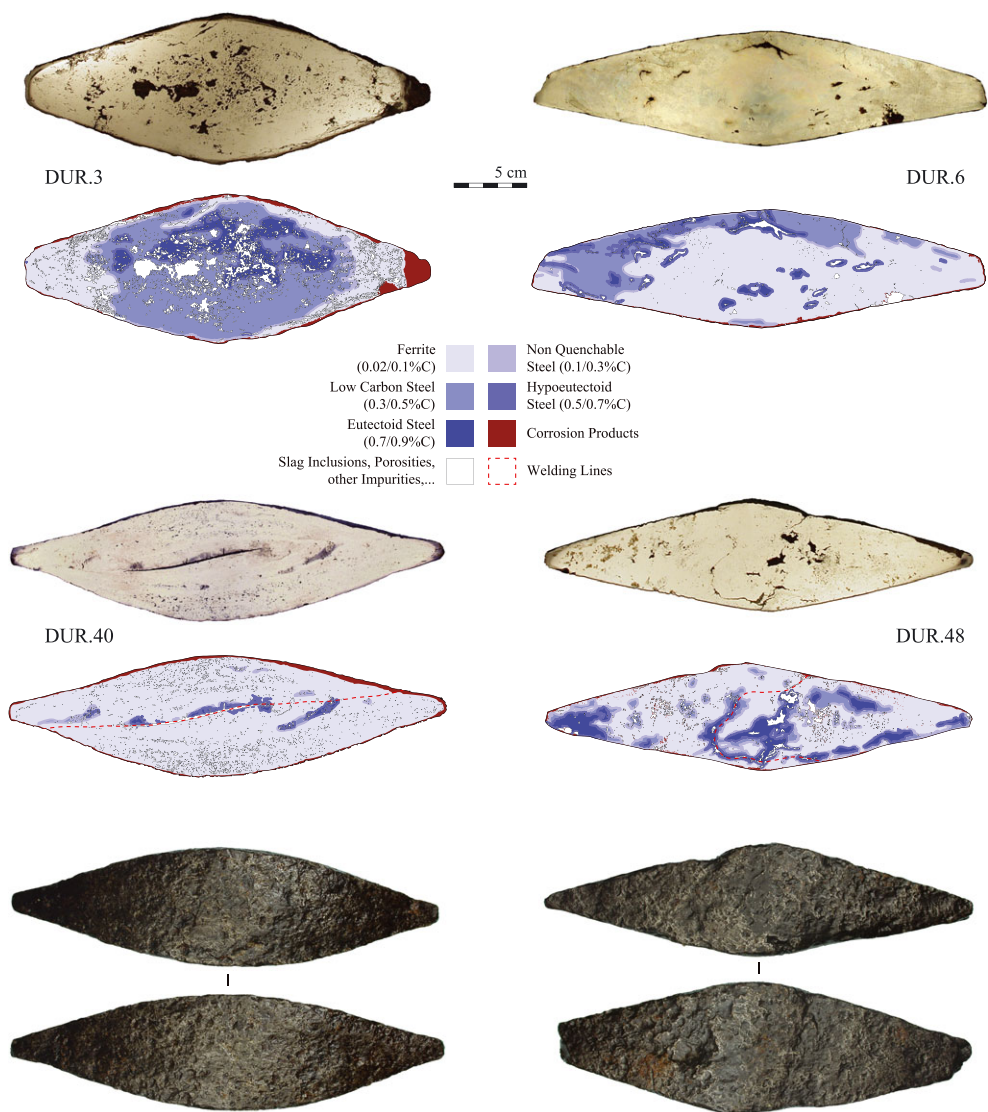 DUR.3
5 cm
DUR.6
Ferrite
(0.02/0.1%C)
Non Quenchable
Steel (0.1/0.3%C)
Low Carbon Steel
(0.3/0.5%C)
Hypoeutectoid
Steel (0.5/0.7%C)
Eutectoid Steel
(0.7/0.9%C)
Corrosion Products
Slag Inclusions, Porosities,
other Impurities,...
Welding Lines
DUR.40
DUR.48